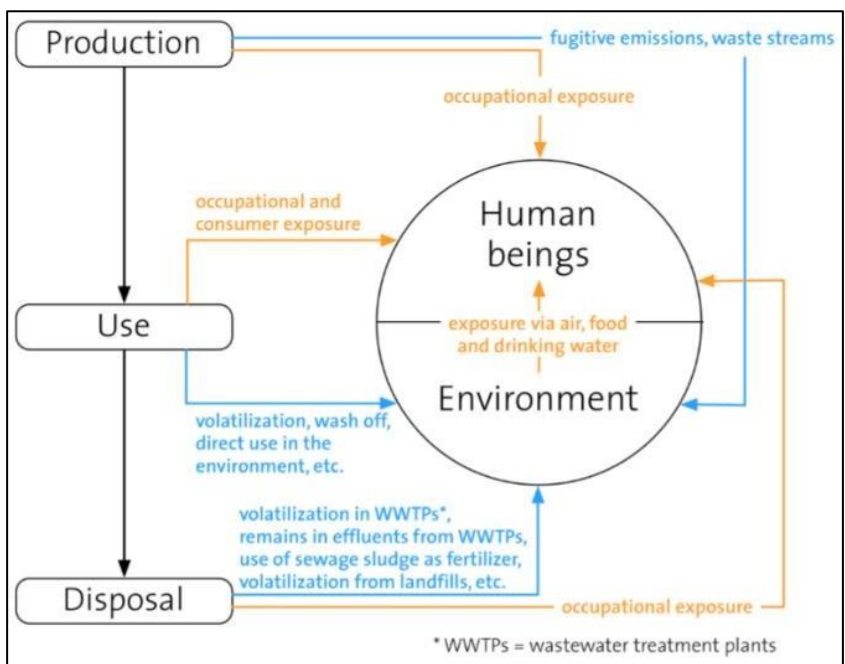 Production
fugitive emissions, waste streams
occupational exposure
occupational and
consumer exposure
Human
beings
Use
exposure via air, food
and drinking water
Environment
volatilization, wash off,
direct use in the
environment, etc.
volatilization in WWTPs*,
remains in effluents from WWTPs,
use of sewage sludge as fertilizer,
volatilization from landfills, etc.
Disposal
occupational exposure
* WWTPs = wastewater treatment plants